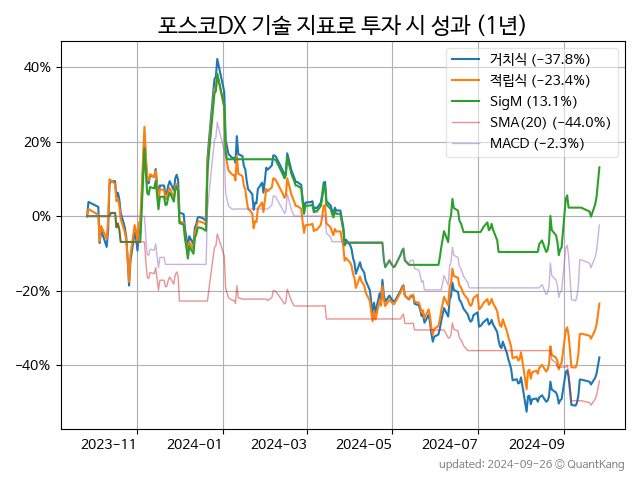 포스코DX 기술 지표로 투자 시 성과 (1년)
거치식 (−37.8%)
적립식 (−23.4%)
SigM (13.1%)
SMA(20) (−44.0%)
MACD (−2.3%)
40%
20%
0%
−20%
−40%
2023-11 2024-01 2024-03 2024-05 2024-07 2024-09
updated: 2024-09-26 © QuantKang